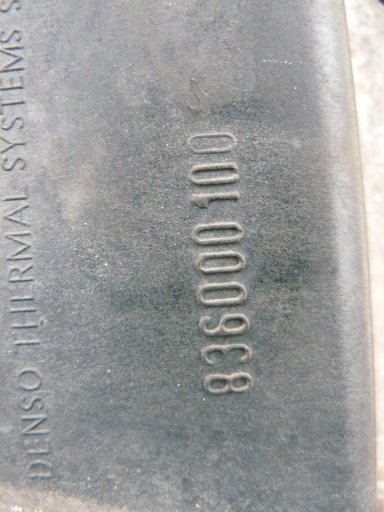 DENSO THERMAL SYSTEMS S
836000100